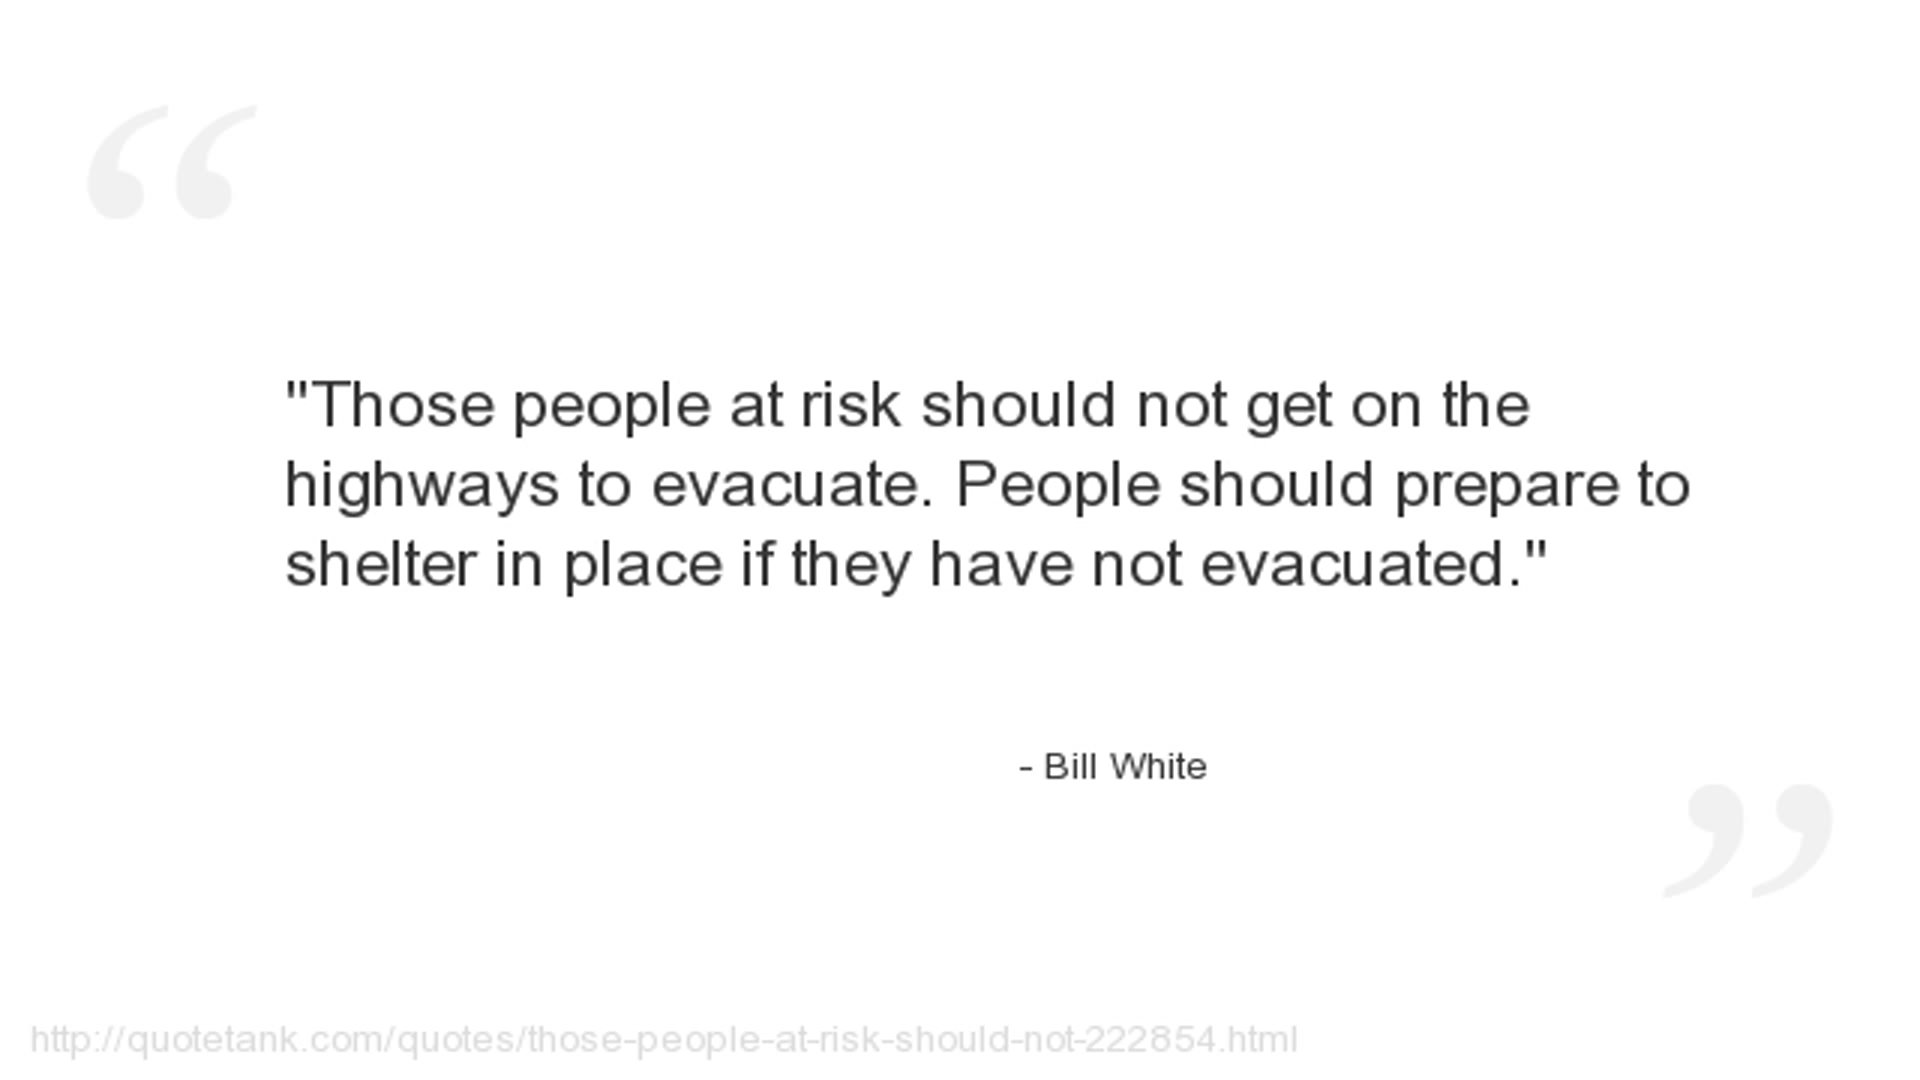 "Those people at risk should not get on the
highways to evacuate. People should prepare to
shelter in place if they have not evacuated."
- Bill White
http://quotetank.com/quotes/those-people-at-risk-should-not-222854.html